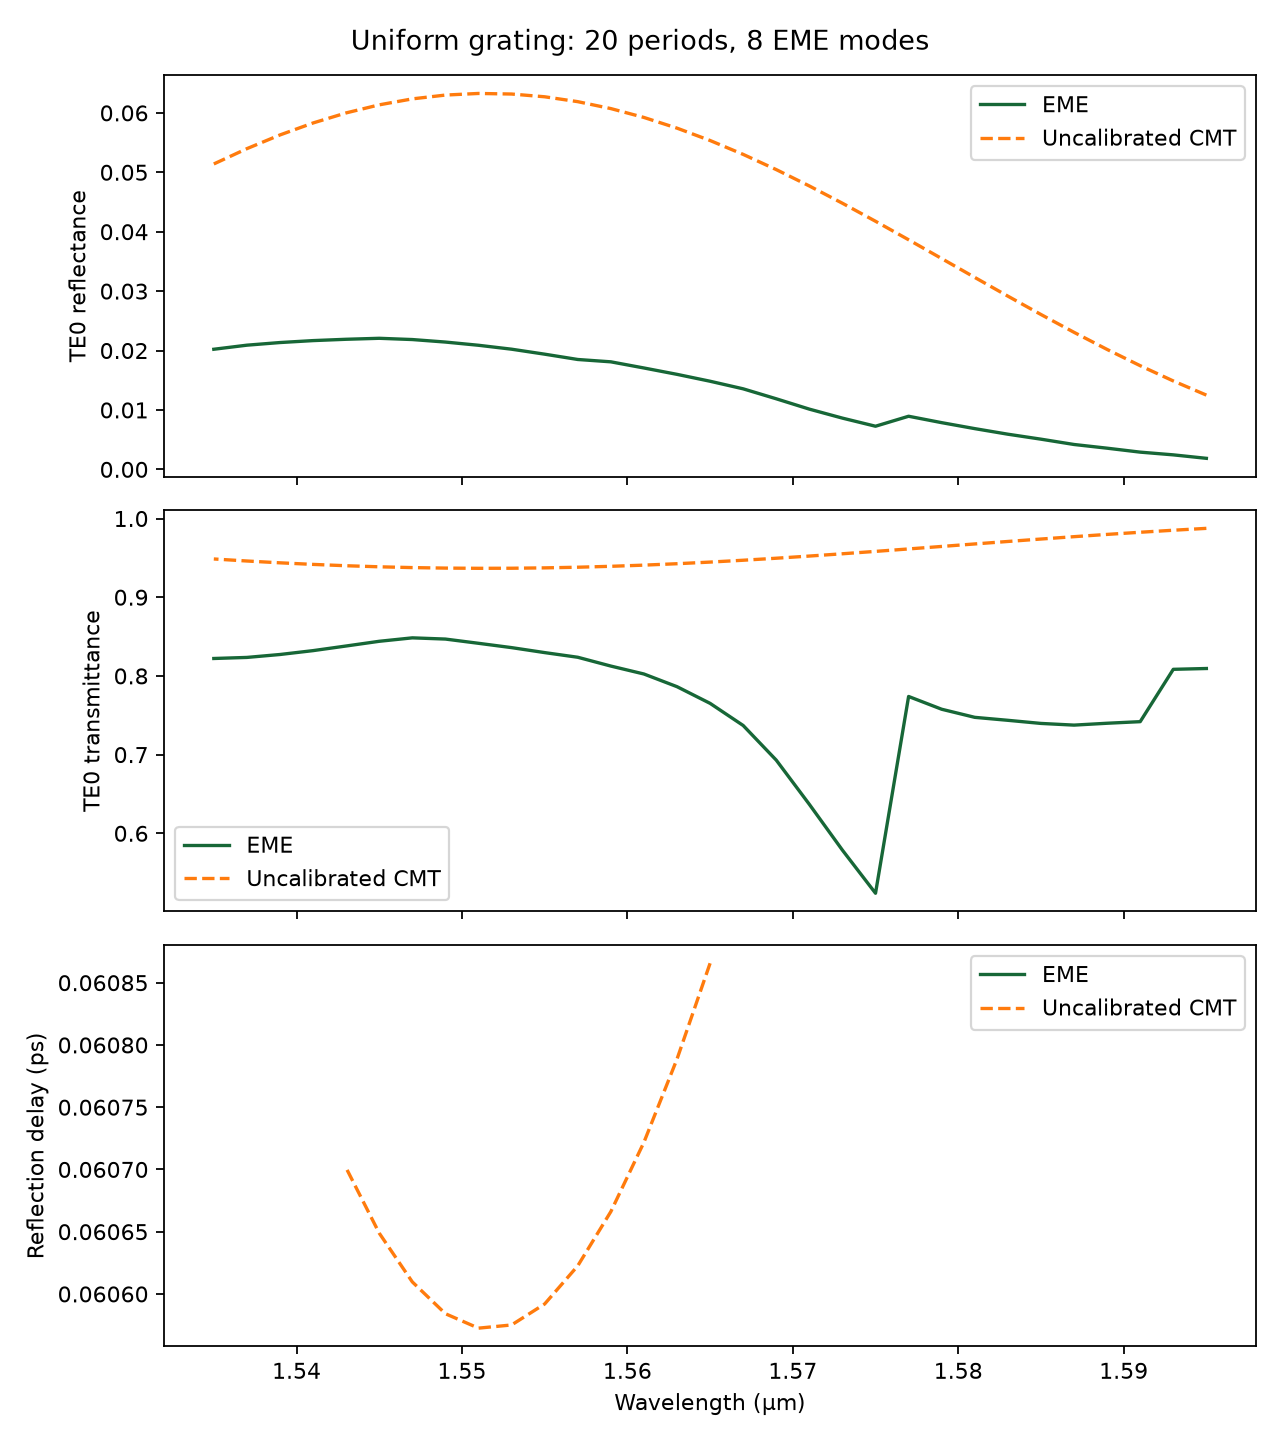 Uniform grating: 20 periods, 8 EME modes
TE0 reflectance
0.06
0.05
0.04
0.03
0.02
0.01
0.00
EME
Uncalibrated CMT
TE0 transmittance
1.0
0.9
0.8
0.7
0.6
EME
Uncalibrated CMT
Reflection delay (ps)
0.06085
0.06080
0.06075
0.06070
0.06065
0.06060
EME
Uncalibrated CMT
1.54 1.55 1.56 1.57 1.58 1.59
Wavelength (μm)